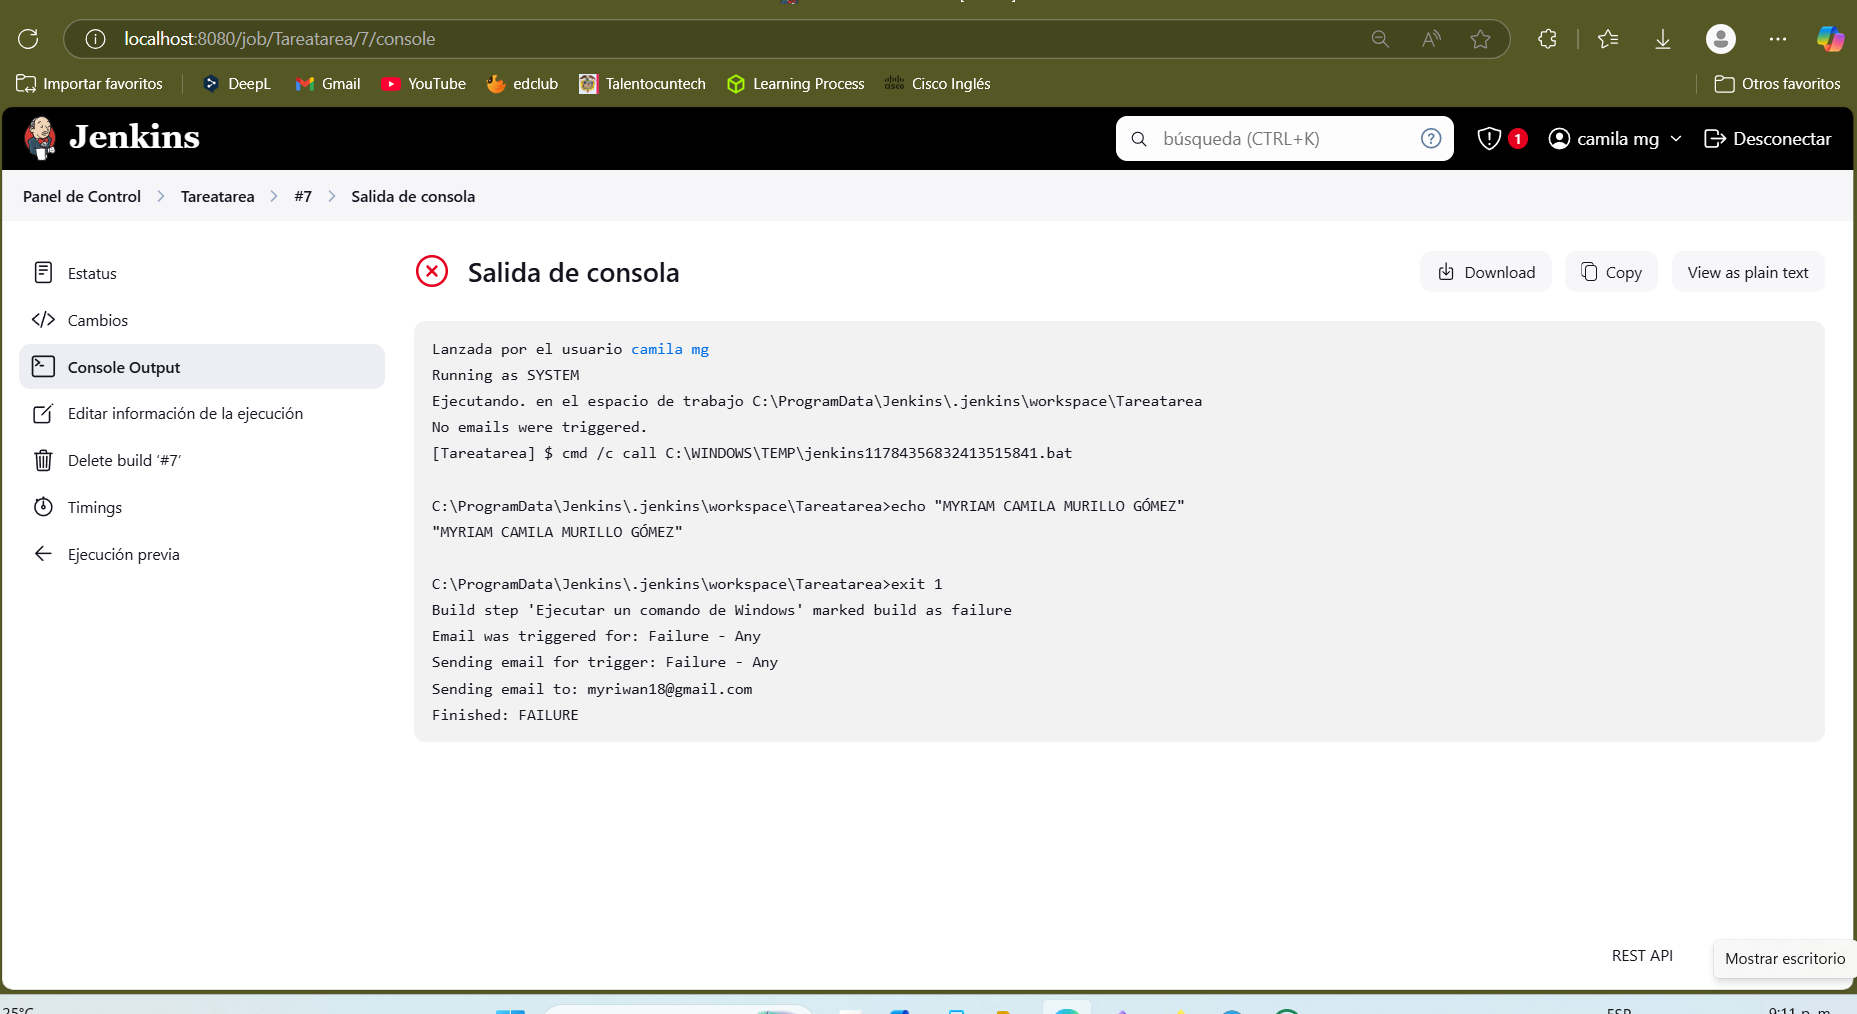 localhost:8080/job/Tareatarea/7/console
Importar favoritos
DeepL
Gmail
YouTube
edclub
Talentocuntech
Learning Process
Cisco Inglés
Otros favoritos
Jenkins
búsqueda (CTRL+K)
1
camila mg
Desconectar
Panel de Control > Tareatarea > #7 > Salida de consola
Estatus
Cambios
Console Output
Editar información de la ejecución
Delete build ‘#7’
Timings
Ejecución previa
Salida de consola
Download
Copy
View as plain text
Lanzada por el usuario camila mg
Running as SYSTEM
Ejecutando. en el espacio de trabajo C:\ProgramData\Jenkins\.jenkins\workspace\Tareatarea
No emails were triggered.
[Tareatarea] $ cmd /c call C:\WINDOWS\TEMP\jenkins11784356832413515841.bat
C:\ProgramData\Jenkins\.jenkins\workspace\Tareatarea>echo "MYRIAM CAMILA MURILLO GÓMEZ"
"MYRIAM CAMILA MURILLO GÓMEZ"
C:\ProgramData\Jenkins\.jenkins\workspace\Tareatarea>exit 1
Build step 'Ejecutar un comando de Windows' marked build as failure
Email was triggered for: Failure - Any
Sending email for trigger: Failure - Any
Sending email to: myriwan18@gmail.com
Finished: FAILURE
REST API
Mostrar escritorio
25°C
ESP
9:11 p. m.